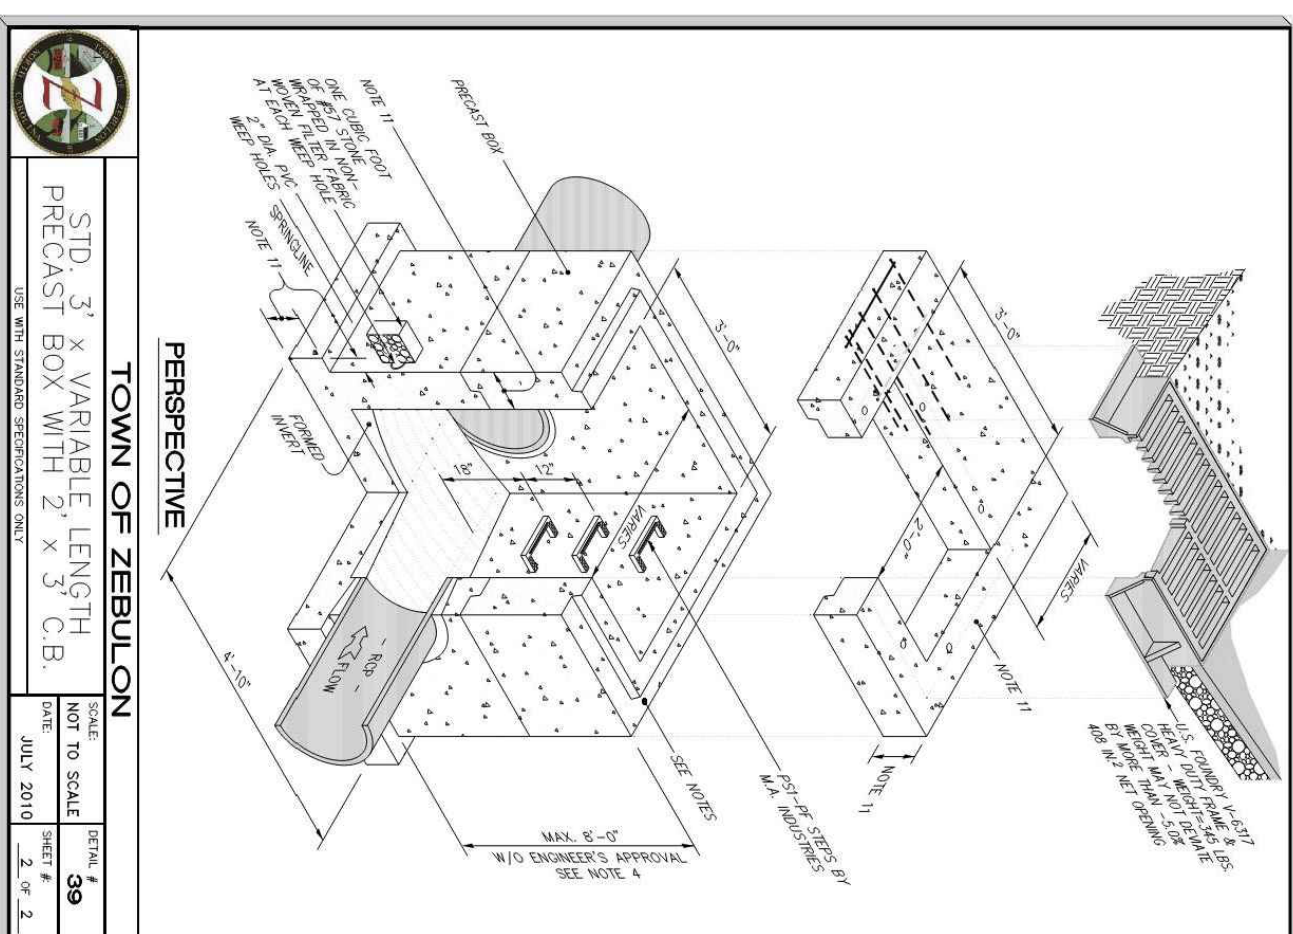 U.S. FOUNDRY V-6317
HEAVY DUTY FRAME &
COVER - WEIGHT=345 LBS.
WEIGHT MAY NOT DEVIATE
BY MORE THAN -5.0%
408 IN.2 NET OPENING
3'-0"
VARIES
2'-0"
NOTE 11
NOTE 11
PRECAST BOX
NOTE 11
ONE CUBIC FOOT
OF #57 STONE
WRAPPED IN NON-
WOVEN FILTER FABRIC
AT EACH WEEP HOLE
2" DIA. PVC
WEEP HOLES
SPRINGLINE
NOTE 11
3'-0"
VARIES
12"
18"
FORMED
INVERT
- RCP -
FLOW
4'-10"
PS1-PF STEPS BY
M.A. INDUSTRIES
SEE NOTES
MAX. 8'-0"
W/O ENGINEER'S APPROVAL
SEE NOTE 4
PERSPECTIVE
TOWN OF ZEBULON
STD. 3' x VARIABLE LENGTH
PRECAST BOX WITH 2' x 3' C.B.
USE WITH STANDARD SPECIFICATIONS ONLY
SCALE:
NOT TO SCALE
DATE:
JULY 2010
DETAIL #
39
SHEET #:
2 OF 2
TOWN OF ZEBULON
NORTH CAROLINA
Z